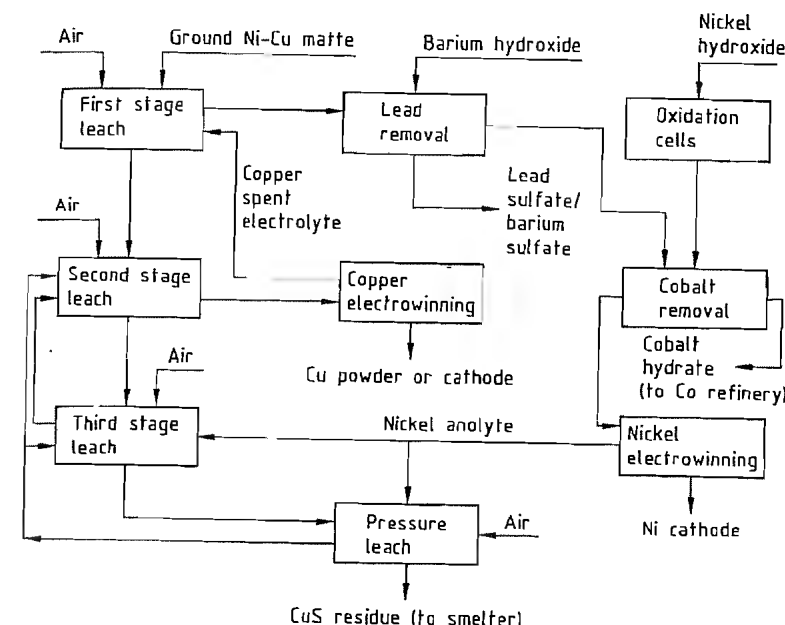 Air
Ground Ni-Cu matte
Barium hydroxide
Nickel
hydroxide
First stage
leach
Lead
removal
Oxidation
cells
Copper
spent
electrolyte
Lead
sulfate/
barium
sulfate
Air
Second stage
leach
Copper
electrowinning
Cobalt
removal
Cobalt
hydrate
(to Co refinery)
Air
Cu powder or cathode
Third stage
leach
Nickel anolyte
Nickel
electrowinning
Pressure
leach
Air
Ni cathode
CuS residue (to smelter)